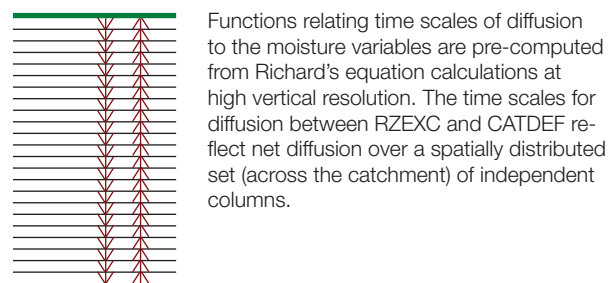 Functions relating time scales of diffusion
to the moisture variables are pre-computed
from Richard's equation calculations at
high vertical resolution. The time scales for
diffusion between RZEXC and CATDEF re-
flect net diffusion over a spatially distributed
set (across the catchment) of independent
columns.